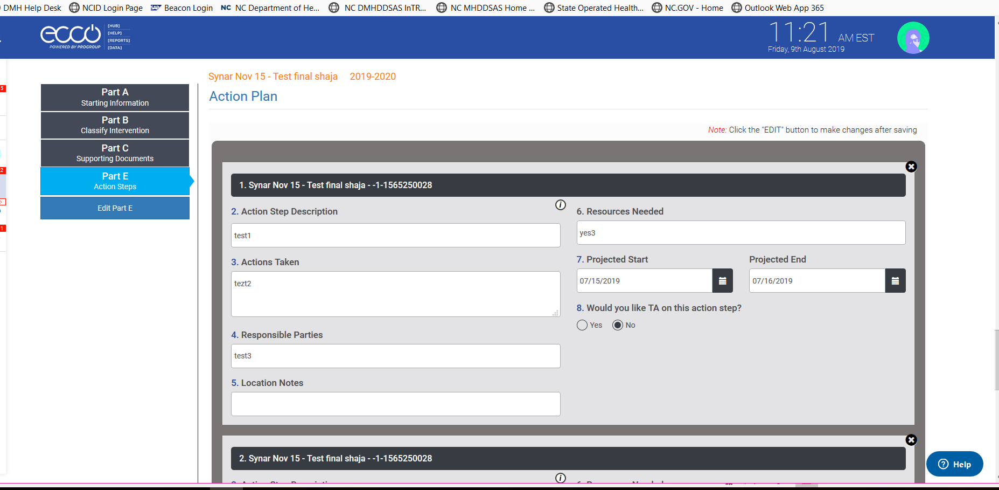 DMH Help Desk NCID Login Page SAP Beacon Login NC NC Department of He... NC DMHDDSAS InTR... NC MHDDSAS Home ... State Operated Health... NC.GOV - Home Outlook Web App 365
ecco
POWERED BY PROGROUP
[HUB]
[HELP]
[REPORTS]
[DATA]
11:21 AM EST
Friday, 9th August 2019
5
2
1
Part A
Starting Information
Part B
Classify Intervention
Part C
Supporting Documents
Part E
Action Steps
Edit Part E
Synar Nov 15 - Test final shaja 2019-2020
Action Plan
Note: Click the "EDIT" button to make changes after saving
1. Synar Nov 15 - Test final shaja - -1-1565250028
2. Action Step Description
test1
3. Actions Taken
tezt2
4. Responsible Parties
test3
5. Location Notes
6. Resources Needed
yes3
7. Projected Start Projected End
07/15/2019 07/16/2019
8. Would you like TA on this action step?
Yes No
2. Synar Nov 15 - Test final shaja - -1-1565250028
Help